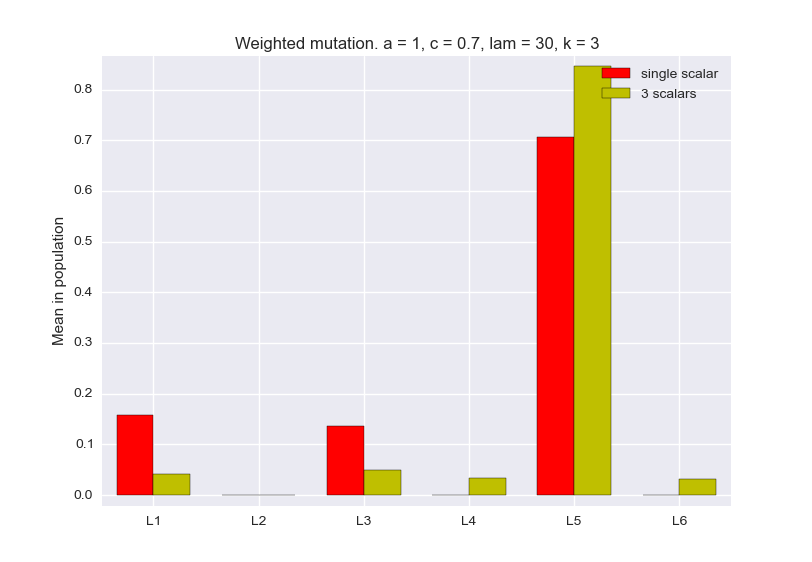 Weighted mutation. a = 1, c = 0.7, lam = 30, k = 3
single scalar
3 scalars
Mean in population
0.8
0.7
0.6
0.5
0.4
0.3
0.2
0.1
0.0
L1 L2 L3 L4 L5 L6